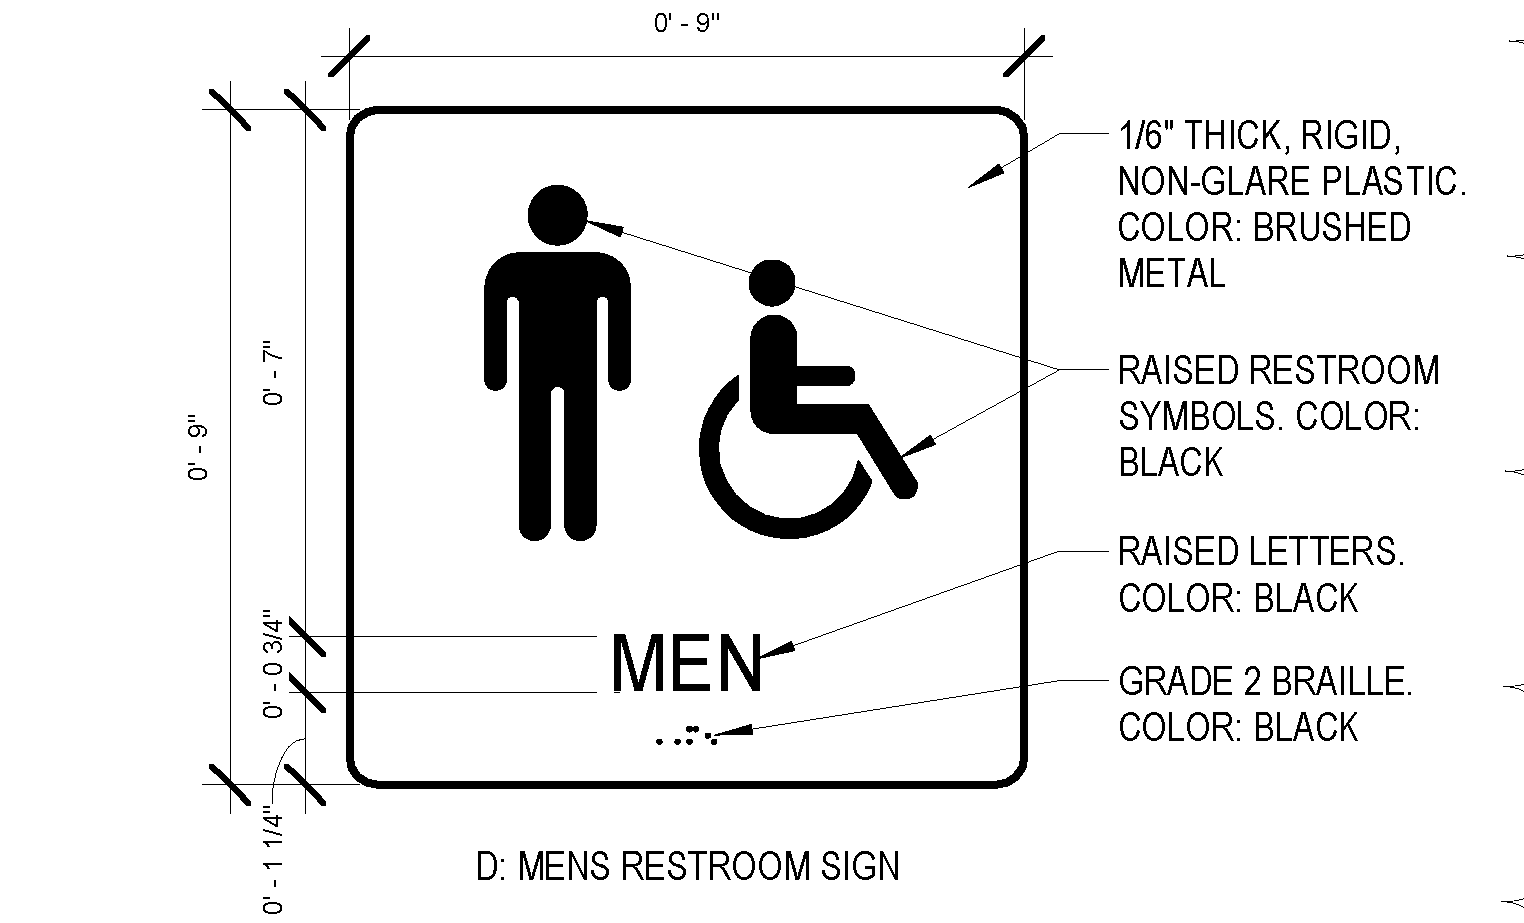 0' - 9"
1/6" THICK, RIGID,
NON-GLARE PLASTIC.
COLOR: BRUSHED
METAL
0' - 7"
RAISED RESTROOM
SYMBOLS. COLOR:
BLACK
0' - 9"
RAISED LETTERS.
COLOR: BLACK
0' - 0 3/4"
MEN
GRADE 2 BRAILLE.
COLOR: BLACK
0' - 1 1/4"
D: MENS RESTROOM SIGN